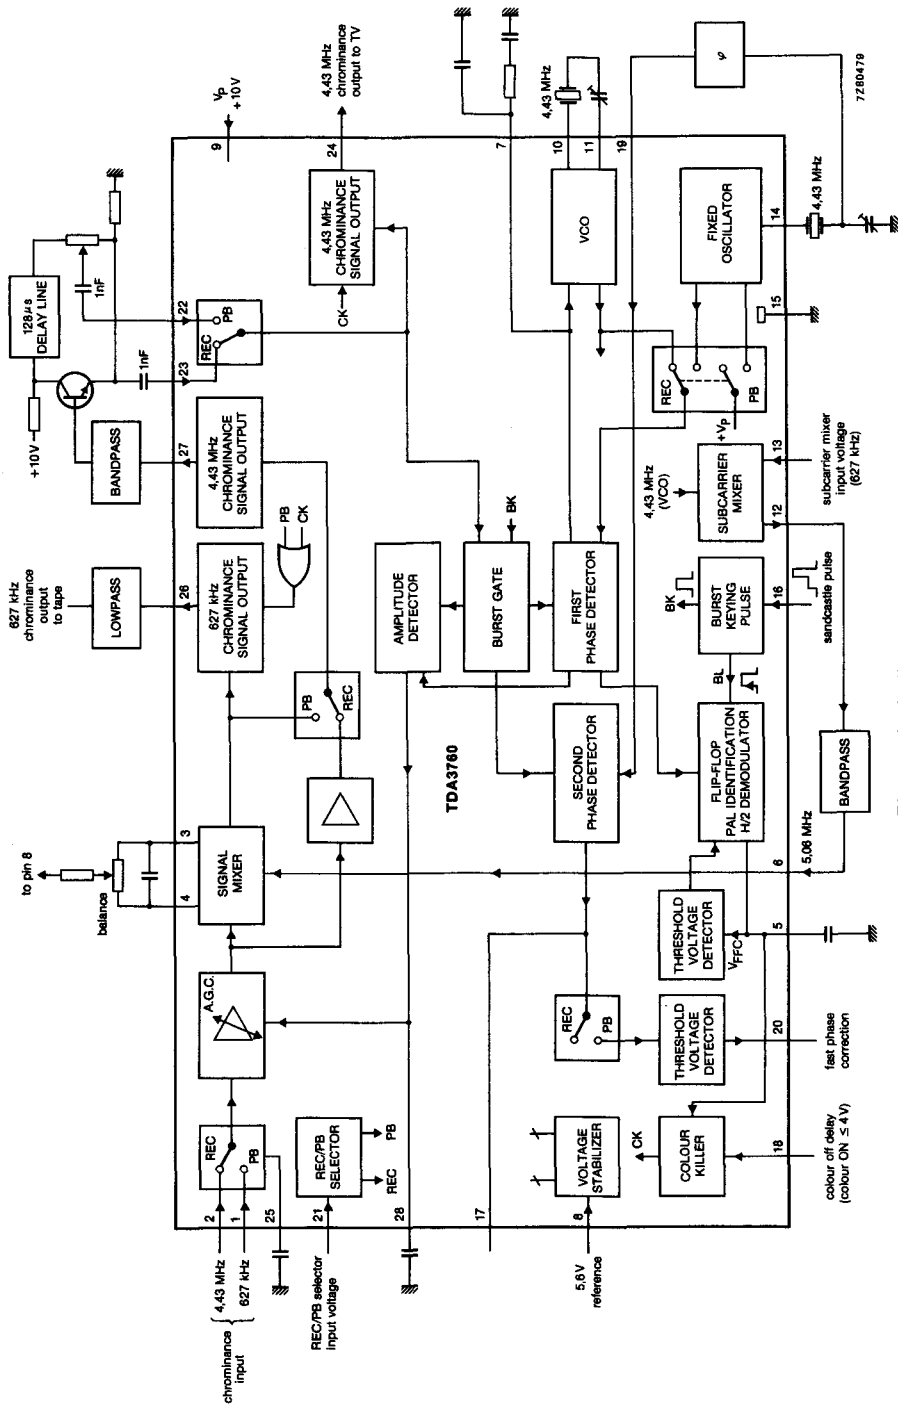 chrominance
input
4,43 MHz
2
627 kHz
1
25
REC
PB
A.G.C.
to pin 8
balance
4
3
SIGNAL
MIXER
627 kHz
chrominance
output
to tape
LOWPASS
26
627 kHz
CHROMINANCE
SIGNAL OUTPUT
PB
CK
BANDPASS
27
4,43 MHz
CHROMINANCE
SIGNAL OUTPUT
+10V
128µs
DELAY LINE
1nF
1nF
23
22
REC
PB
VP
+10V
9
CK
4,43 MHz
CHROMINANCE
SIGNAL OUTPUT
24
4,43 MHz
chrominance
output to TV
REC/PB selector
input voltage
21
REC/PB
SELECTOR
REC
PB
28
PB
REC
AMPLITUDE
DETECTOR
TDA3760
BURST GATE
BK
17
REC
PB
SECOND
PHASE DETECTOR
FIRST
PHASE DETECTOR
7
VCO
10
11
4,43 MHz
19
φ
5,6V
reference
8
VOLTAGE
STABILIZER
CK
COLOUR
KILLER
18
colour off delay
(colour ON ≤ 4V)
THRESHOLD
VOLTAGE
DETECTOR
20
fast phase
correction
THRESHOLD
VOLTAGE
DETECTOR
VFFC
5
6
5,06 MHz
FLIP-FLOP
PAL IDENTIFICATION
H/2 DEMODULATOR
BL
BK
BURST
KEYING
PULSE
16
sandcastle pulse
BANDPASS
4,43 MHz
(VCO)
SUBCARRIER
MIXER
12
13
subcarrier mixer
input voltage
(627 kHz)
REC
PB
+VP
15
FIXED
OSCILLATOR
14
4,43 MHz
7Z80479